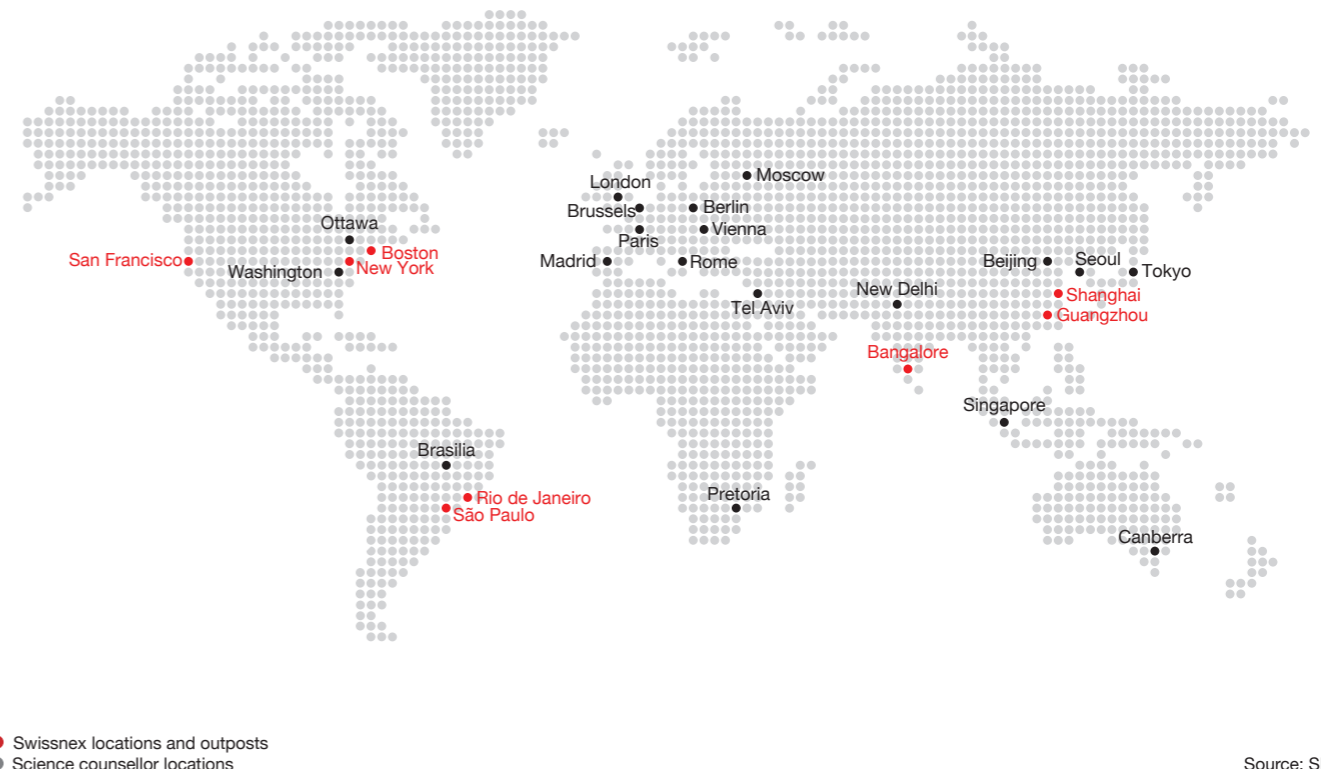 Moscow
London
Brussels
Berlin
Ottawa
Vienna
Paris
Boston
San Francisco
New York
Washington
Madrid
Rome
Beijing
Seoul
Tokyo
New Delhi
Shanghai
Tel Aviv
Guangzhou
Bangalore
Singapore
Brasilia
Rio de Janeiro
São Paulo
Pretoria
Canberra
Swissnex locations and outposts
Science counsellor locations
Source: S